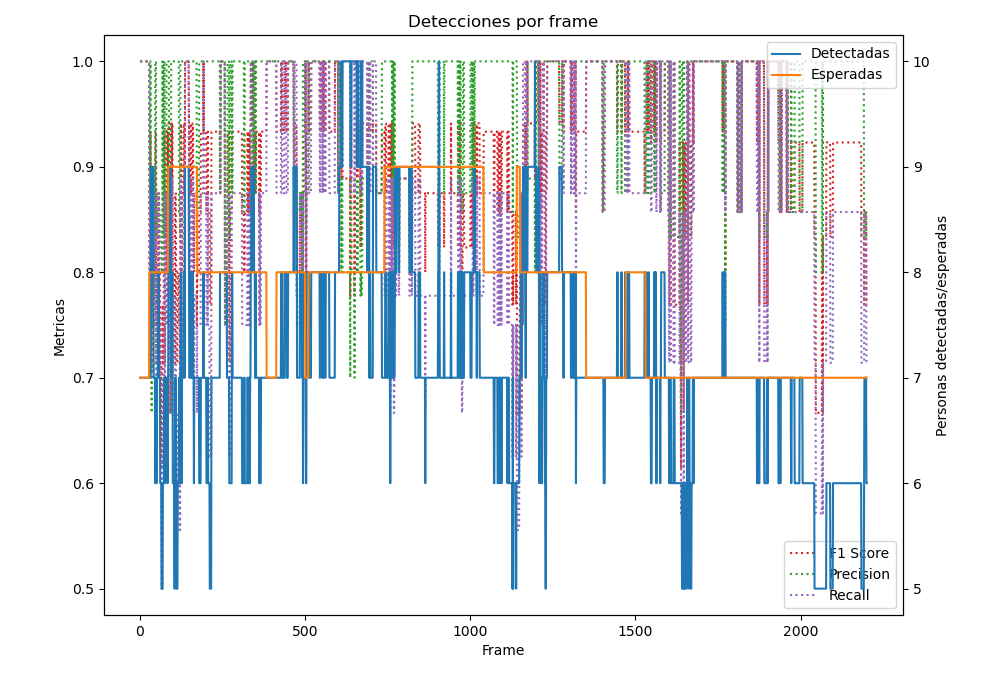 Detecciones por frame
Detectadas
Esperadas
1.0
0.9
0.8
0.7
0.6
0.5
Metricas
10
9
8
7
6
5
Personas detectadas/esperadas
F1 Score
Precision
Recall
0
500
1000
1500
2000
Frame